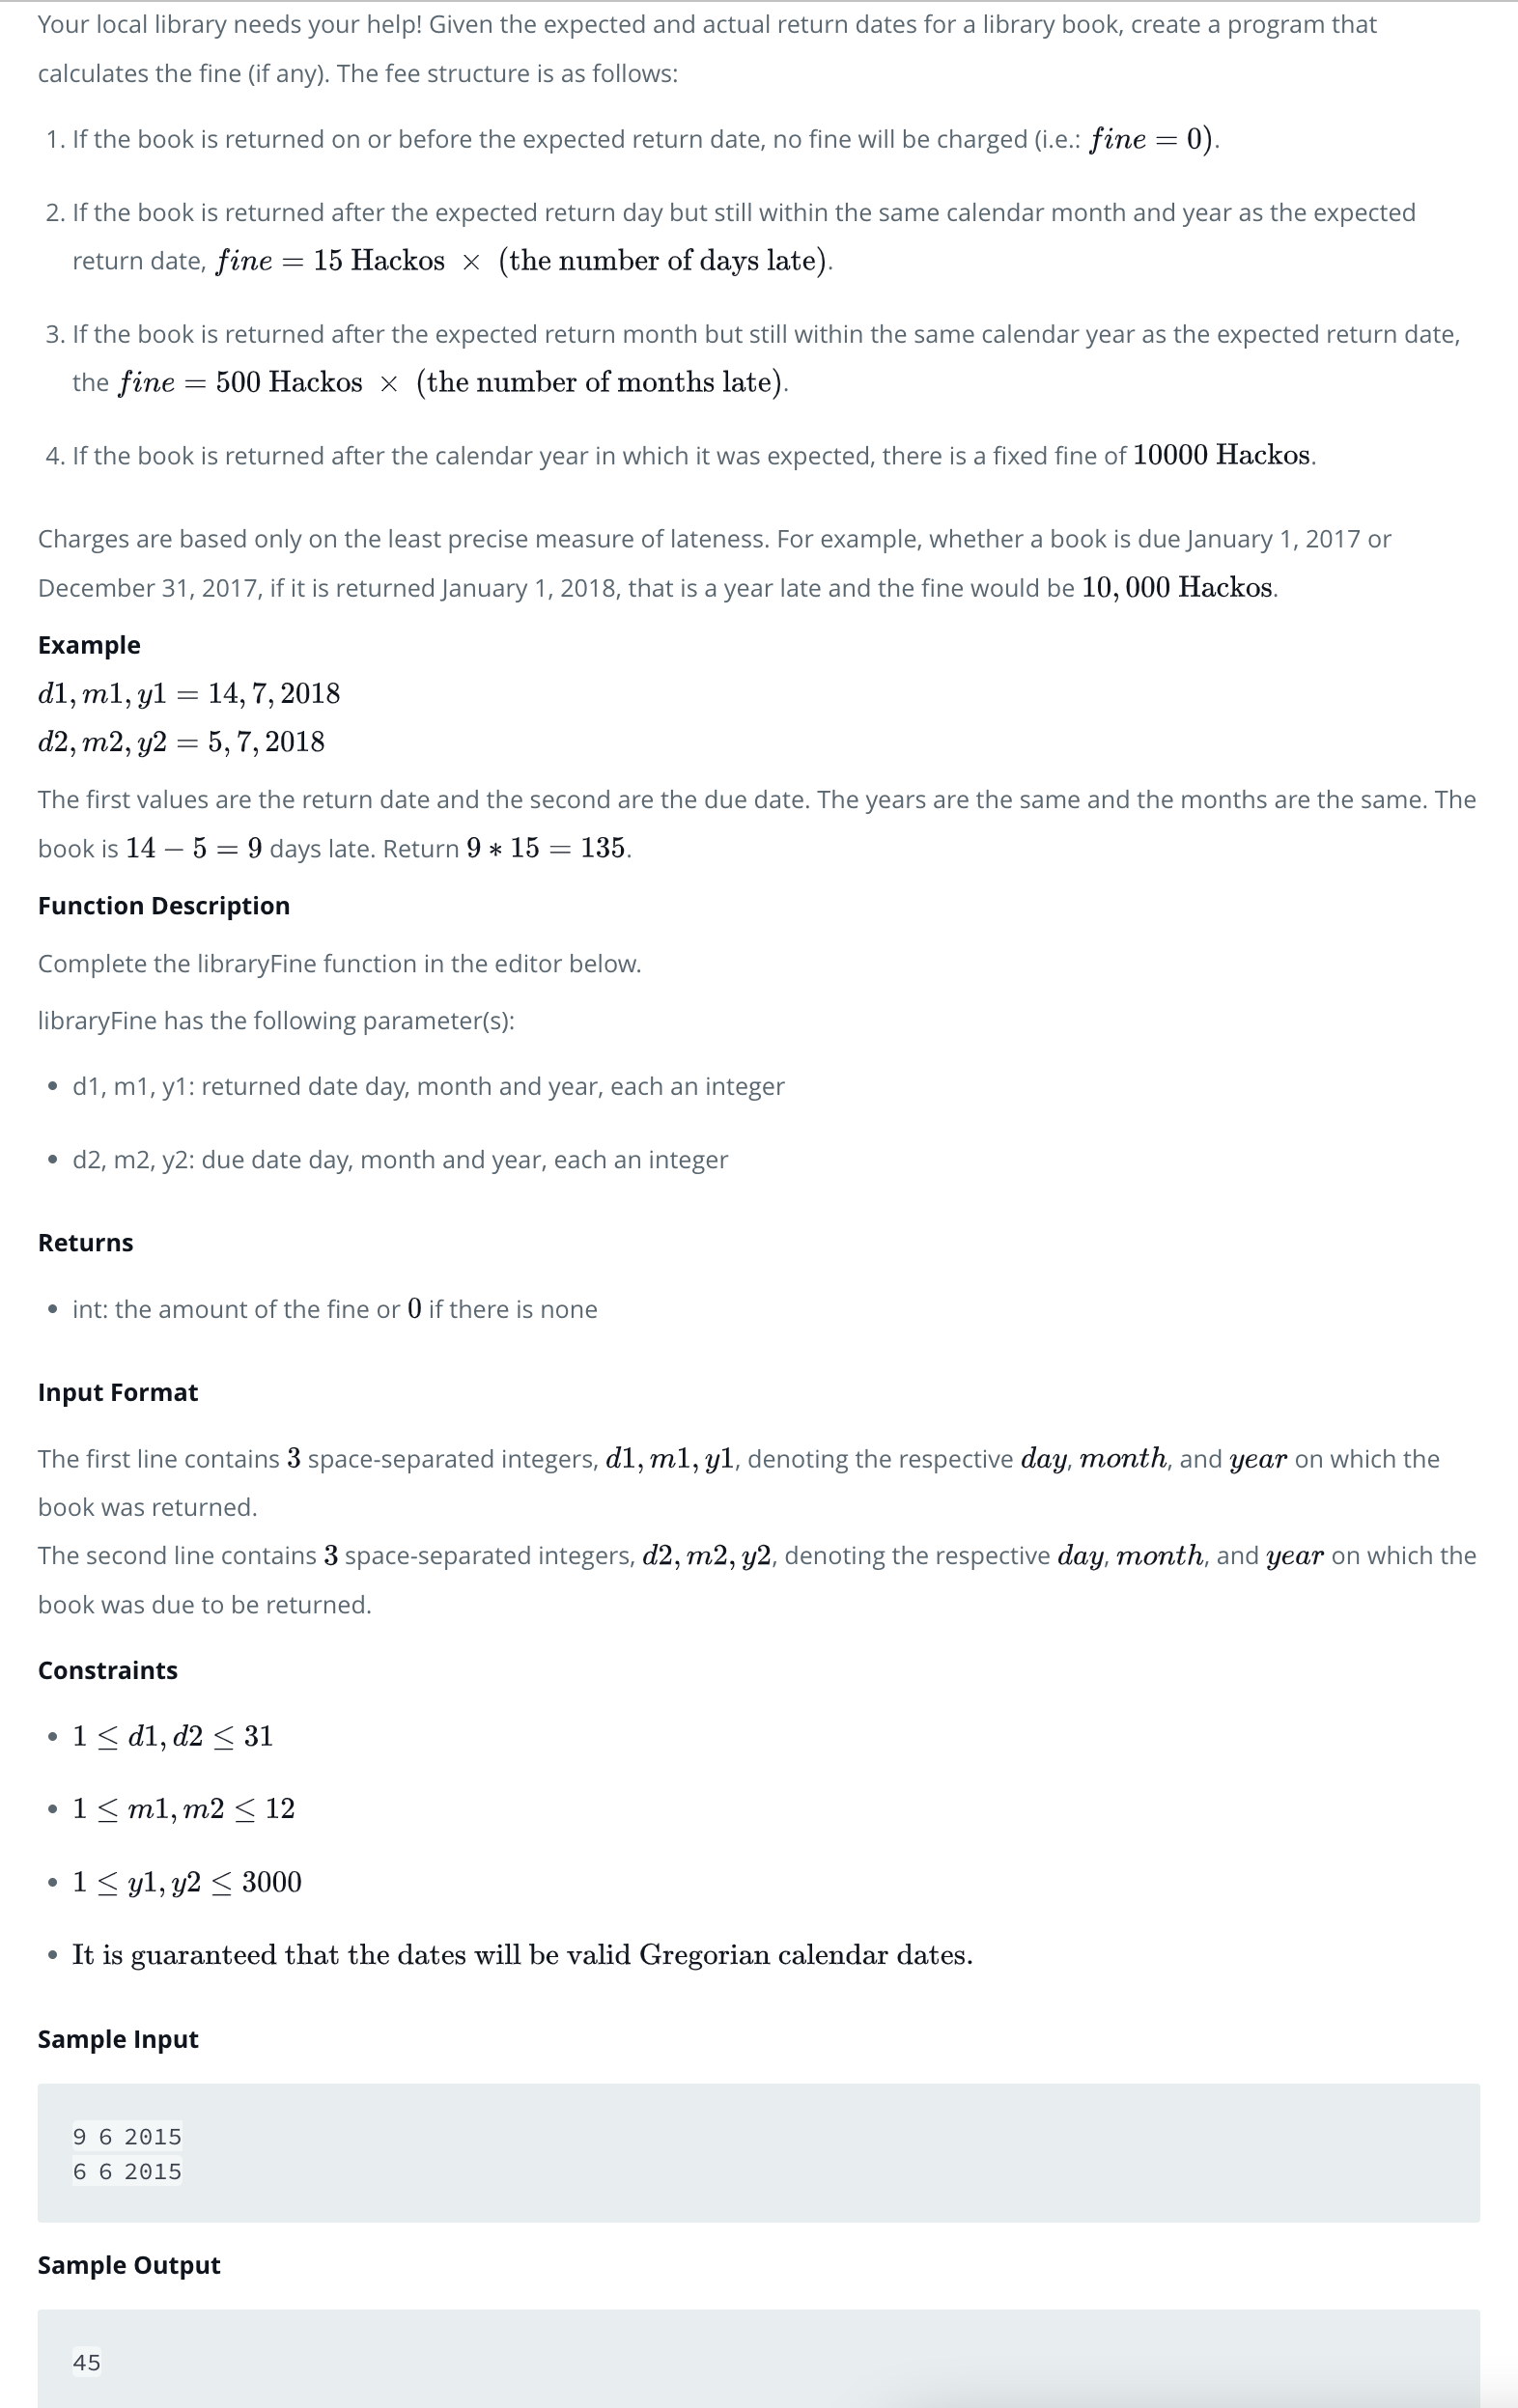 Your local library needs your help! Given the expected and actual return dates for a library book, create a program that
calculates the fine (if any). The fee structure is as follows:
1. If the book is returned on or before the expected return date, no fine will be charged (i.e.: fine = 0).
2. If the book is returned after the expected return day but still within the same calendar month and year as the expected
return date, fine = 15 Hackos × (the number of days late).
3. If the book is returned after the expected return month but still within the same calendar year as the expected return date,
the fine = 500 Hackos × (the number of months late).
4. If the book is returned after the calendar year in which it was expected, there is a fixed fine of 10000 Hackos.
Charges are based only on the least precise measure of lateness. For example, whether a book is due January 1, 2017 or
December 31, 2017, if it is returned January 1, 2018, that is a year late and the fine would be 10, 000 Hackos.
Example
d1, m1, y1 = 14, 7, 2018
d2, m2, y2 = 5, 7, 2018
The first values are the return date and the second are the due date. The years are the same and the months are the same. The
book is 14 − 5 = 9 days late. Return 9 ∗ 15 = 135.
Function Description
Complete the libraryFine function in the editor below.
libraryFine has the following parameter(s):
• d1, m1, y1: returned date day, month and year, each an integer
• d2, m2, y2: due date day, month and year, each an integer
Returns
• int: the amount of the fine or 0 if there is none
Input Format
The first line contains 3 space-separated integers, d1, m1, y1, denoting the respective day, month, and year on which the
book was returned.
The second line contains 3 space-separated integers, d2, m2, y2, denoting the respective day, month, and year on which the
book was due to be returned.
Constraints
• 1 ≤ d1, d2 ≤ 31
• 1 ≤ m1, m2 ≤ 12
• 1 ≤ y1, y2 ≤ 3000
• It is guaranteed that the dates will be valid Gregorian calendar dates.
Sample Input
9 6 2015
6 6 2015
Sample Output
45